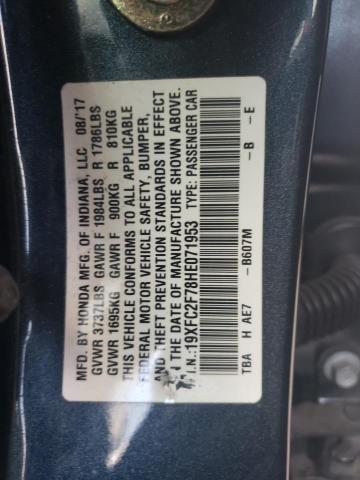 MFD. BY HONDA MFG. OF INDIANA, LLC 08/'17
GVWR 3737LBS GAWR F 1984LBS R 1786LBS
GVWR 1695KG GAWR F 900KG R 810KG
THIS VEHICLE CONFORMS TO ALL APPLICABLE
FEDERAL MOTOR VEHICLE SAFETY, BUMPER,
AND THEFT PREVENTION STANDARDS IN EFFECT
ON THE DATE OF MANUFACTURE SHOWN ABOVE.
V.I.N.:19XFC2F78HE071953 TYPE: PASSENGER CAR
TBA H AE7 - B607M - B - E